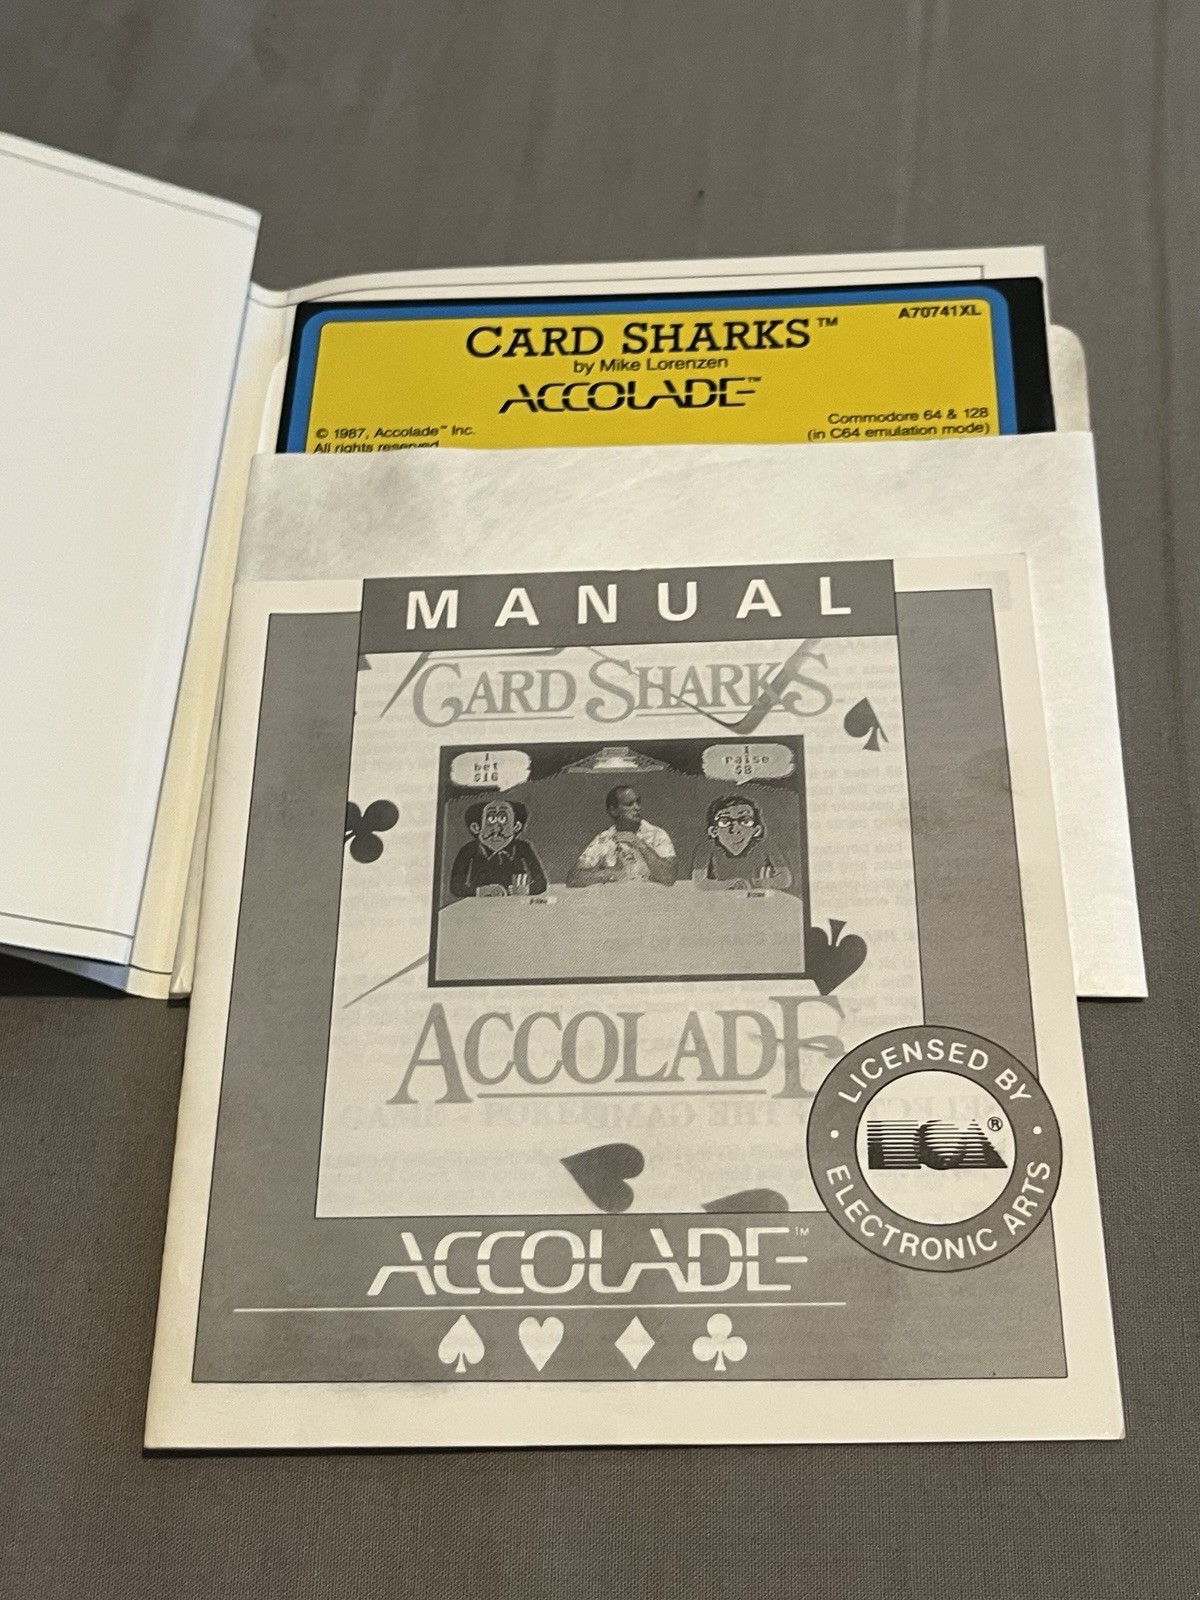 CARD SHARKS™
A70741XL
by Mike Lorenzen
ACCOLADE™
© 1987, Accolade™ Inc.
All rights reserved
Commodore 64 & 128
(in C64 emulation mode)
MANUAL
CARD SHARKS
I
bet
$16
I
raise
$8
ACCOLADE
LICENSED BY
EA®
ELECTRONIC ARTS
ACCOLADE™